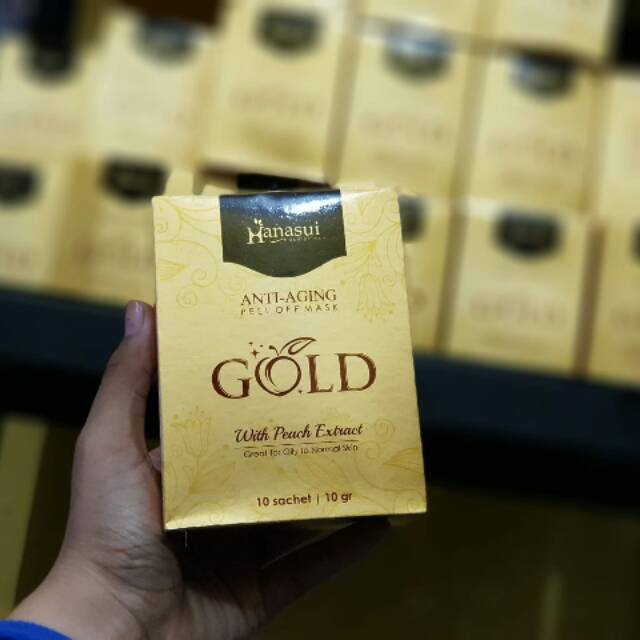 Hanasui
ANTI-AGING
PEEL OFF MASK
GOLD
With Peach Extract
Great for Oily to Normal Skin
10 sachet | 10 gr